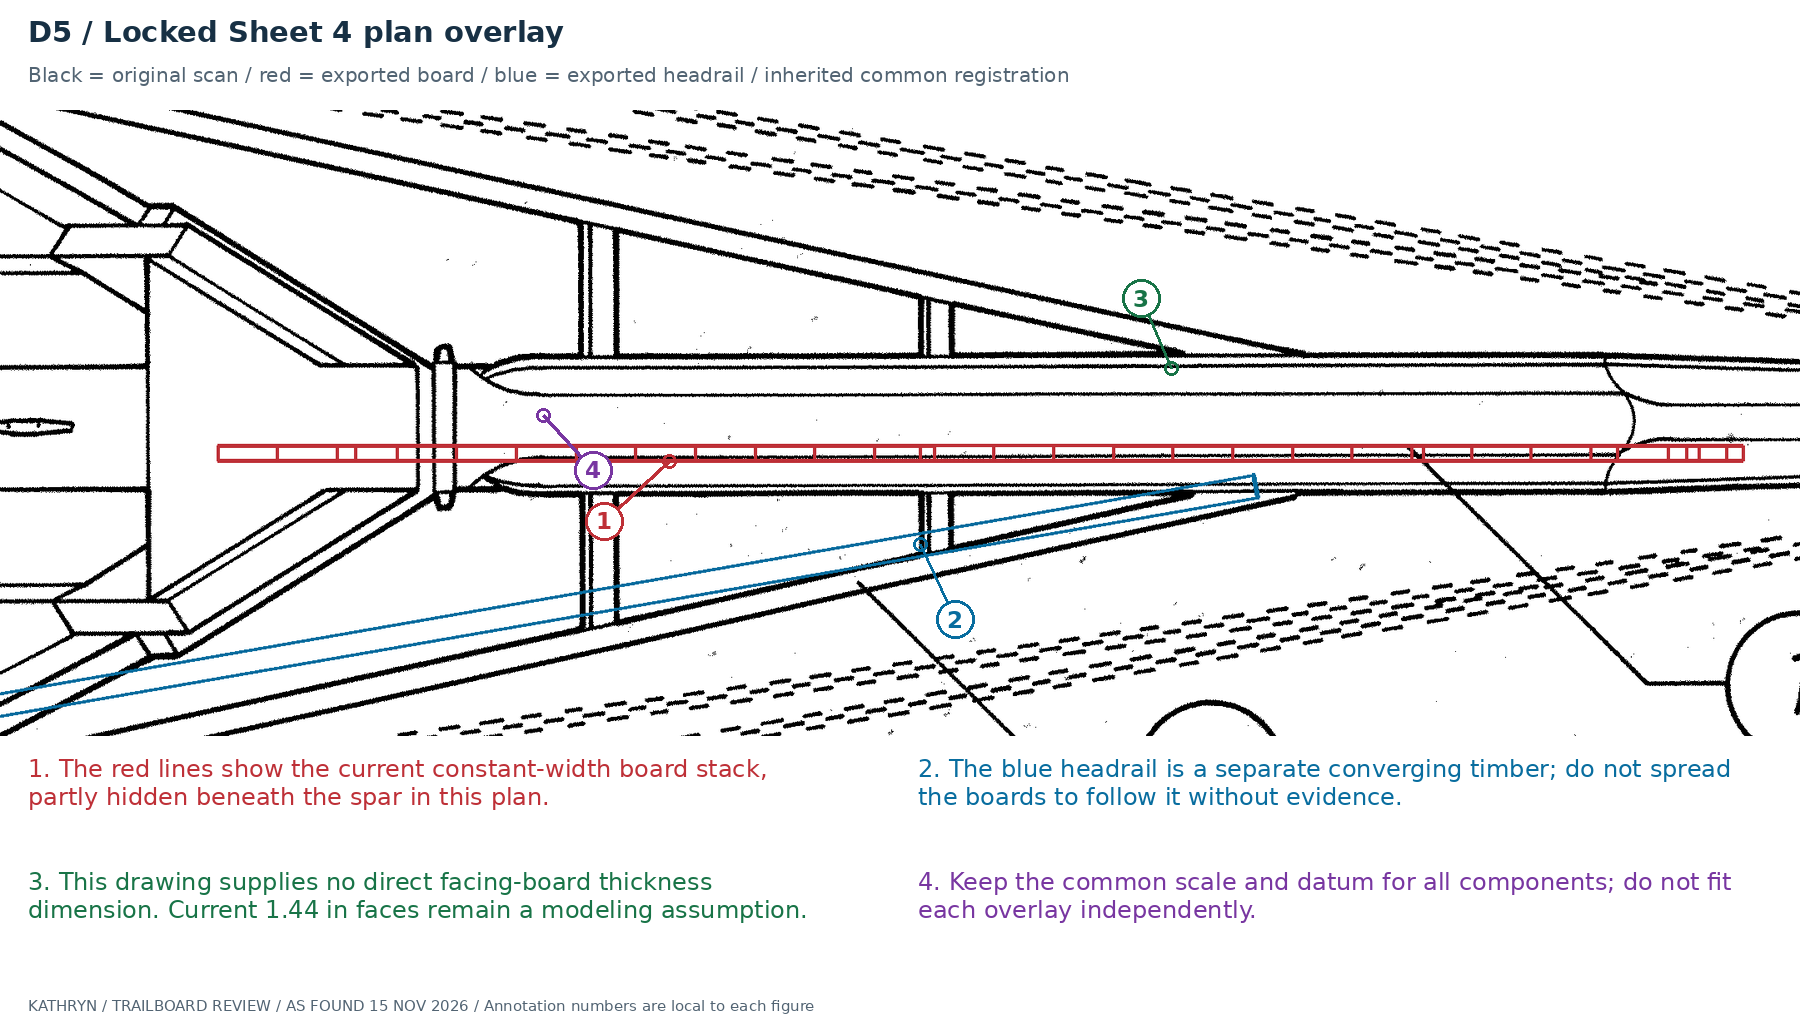 D5 / Locked Sheet 4 plan overlay
Black = original scan / red = exported board / blue = exported headrail / inherited common registration
3
4
1
2
1. The red lines show the current constant-width board stack,
partly hidden beneath the spar in this plan.
2. The blue headrail is a separate converging timber; do not spread
the boards to follow it without evidence.
3. This drawing supplies no direct facing-board thickness
dimension. Current 1.44 in faces remain a modeling assumption.
4. Keep the common scale and datum for all components; do not fit
each overlay independently.
KATHRYN / TRAILBOARD REVIEW / AS FOUND 15 NOV 2026 / Annotation numbers are local to each figure